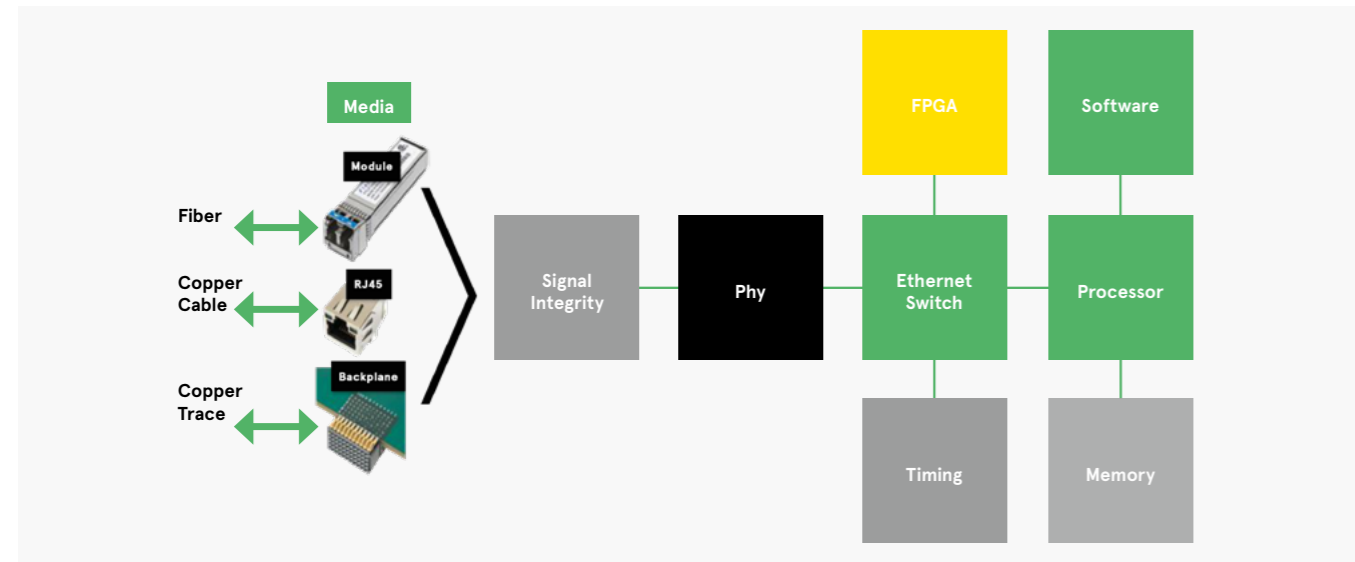 Media
Module
Fiber
RJ45
Copper
Cable
Backplane
Copper
Trace
Signal
Integrity
Phy
FPGA
Software
Ethernet
Switch
Processor
Timing
Memory